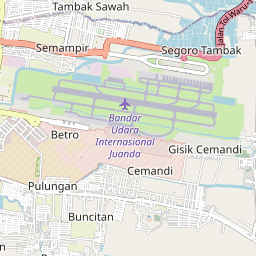 Tambak Sawah
Semampir
Segoro Tambak
Jalan Tol Waru-
Bandar
Udara
Internasional
Juanda
Betro
Gisik Cemandi
Cemandi
Pulungan
Buncitan